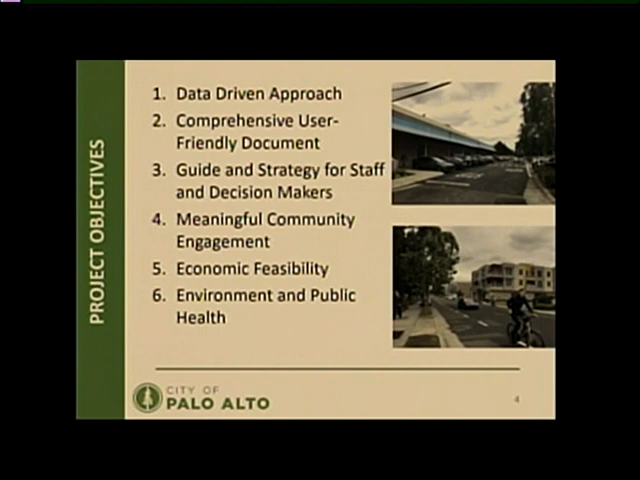 PROJECT OBJECTIVES
1. Data Driven Approach
2. Comprehensive User-
Friendly Document
3. Guide and Strategy for Staff
and Decision Makers
4. Meaningful Community
Engagement
5. Economic Feasibility
6. Environment and Public
Health
CITY OF
PALO ALTO
4